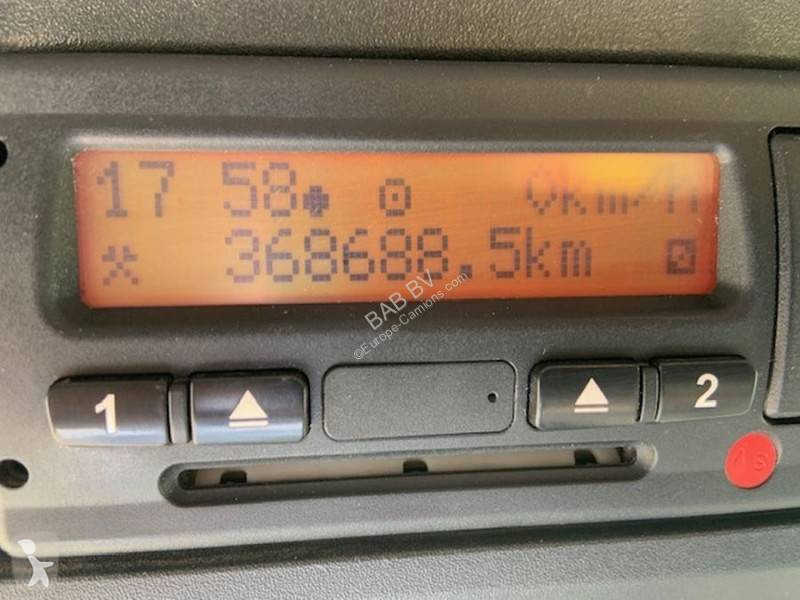 17 58 0km/h
368688.5km
BAB BV
©Europe-Camions.com
1 2